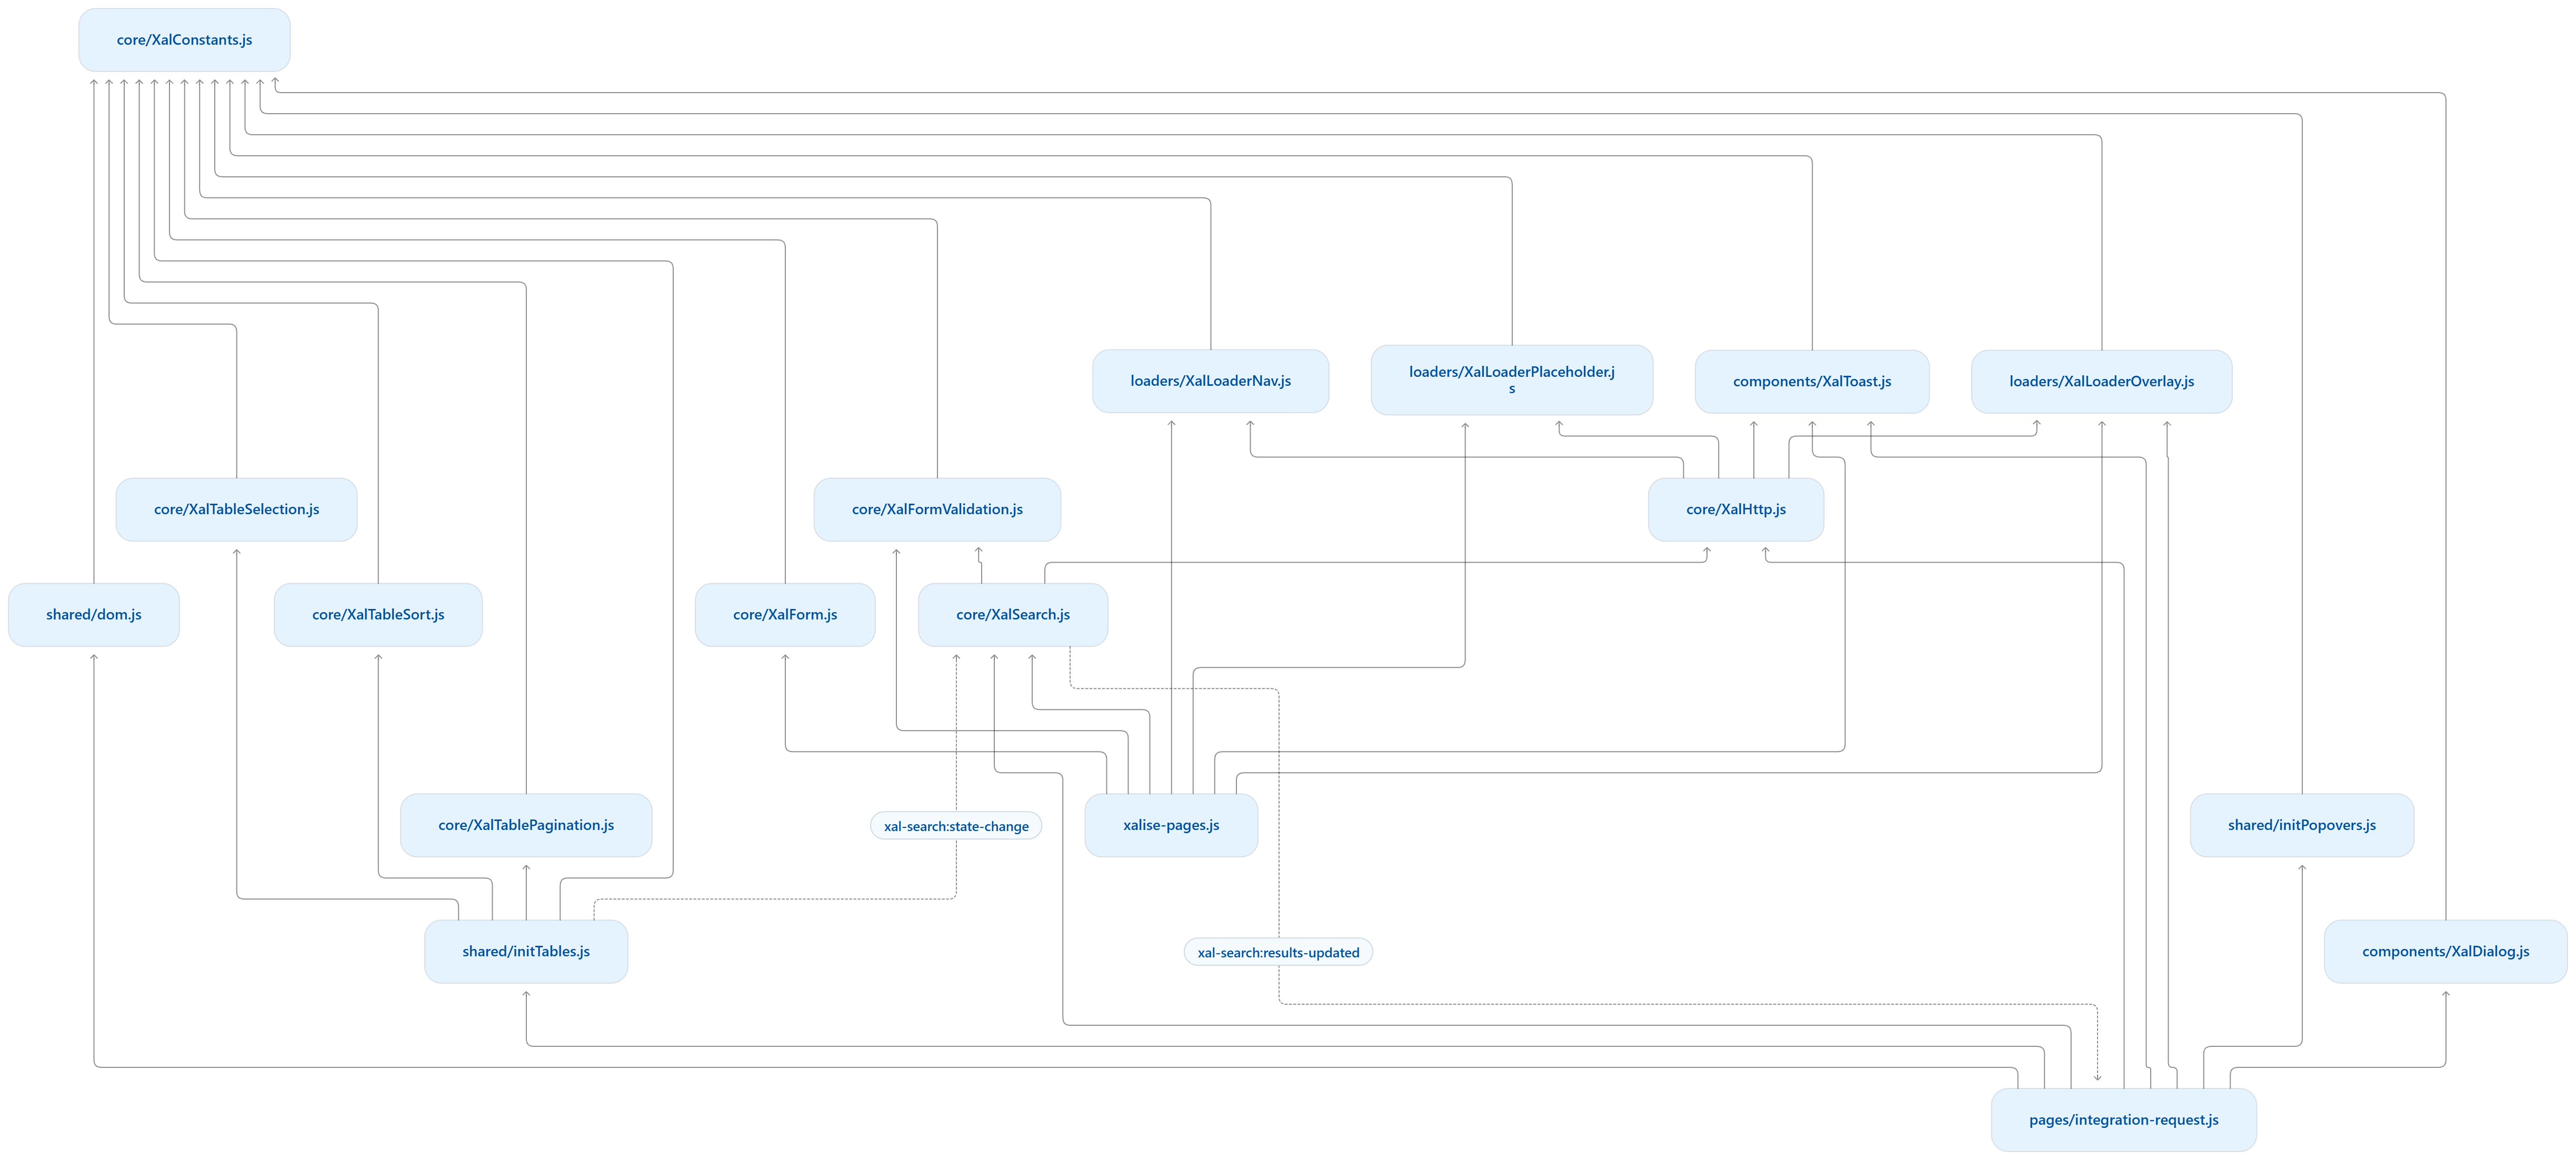 core/XalConstants.js
loaders/XalLoaderNav.js
loaders/XalLoaderPlaceholder.j
s
components/XalToast.js
loaders/XalLoaderOverlay.js
core/XalTableSelection.js
core/XalFormValidation.js
core/XalHttp.js
shared/dom.js
core/XalTableSort.js
core/XalForm.js
core/XalSearch.js
core/XalTablePagination.js
xal-search:state-change
xalise-pages.js
shared/initPopovers.js
shared/initTables.js
xal-search:results-updated
components/XalDialog.js
pages/integration-request.js